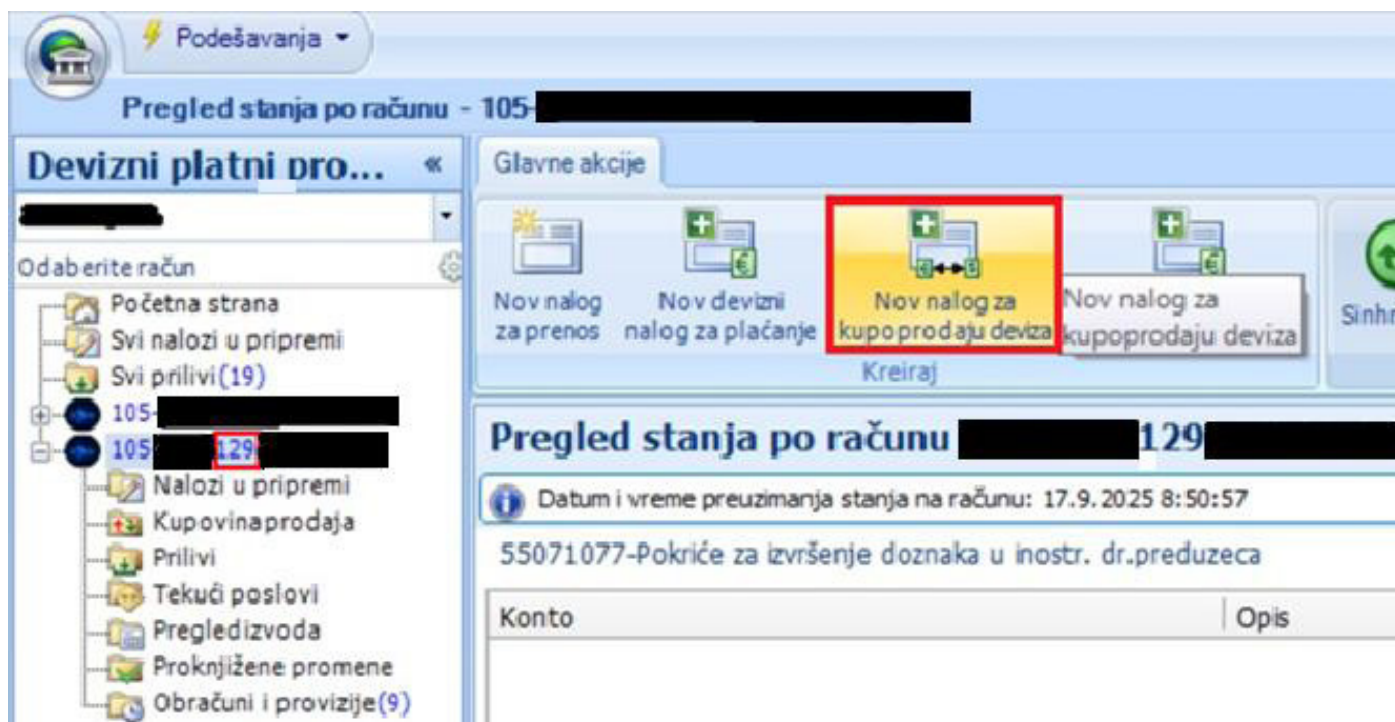 Podešavanja
Pregled stanja po računu - 105-
Devizni platni pro... «
Glavne akcije
Odaberite račun
Početna strana
Svi nalozi u pripremi
Svi prilivi(19)
105-
105 129
Nalozi u pripremi
Kupovinaprodaja
Prilivi
Tekući poslovi
Pregledizvoda
Proknjižene promene
Obračuni i provizije(9)
Nov nalog
za prenos
Nov devizni
nalog za plaćanje
Nov nalog za
kupoprodaju deviza
Nov nalog za
kupoprodaju deviza
Sinhr
Kreiraj
Pregled stanja po računu 129
Datum i vreme preuzimanja stanja na računu: 17.9.2025 8:50:57
55071077-Pokriće za izvršenje doznaka u inostr. dr.preduzeca
Konto Opis